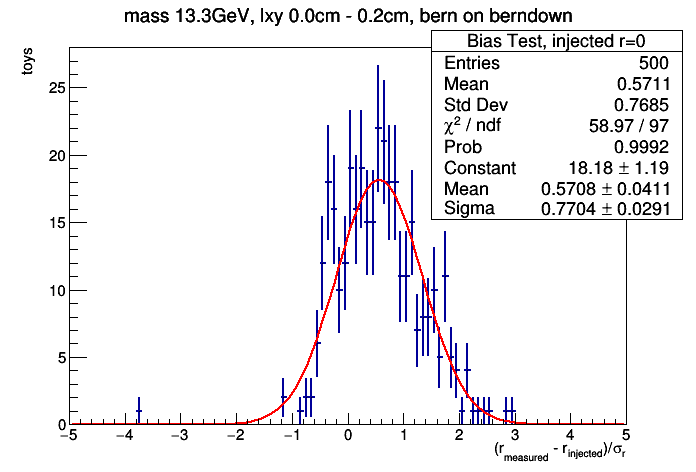 mass 13.3GeV, lxy 0.0cm - 0.2cm, bern on berndown
Bias Test, injected r=0
Entries 500
Mean 0.5711
Std Dev 0.7685
χ² / ndf 58.97 / 97
Prob 0.9992
Constant 18.18 ± 1.19
Mean 0.5708 ± 0.0411
Sigma 0.7704 ± 0.0291
toys
25
20
15
10
5
0
−5 −4 −3 −2 −1 0 1 2 3 4 5
(r_measured - r_injected)/σ_r